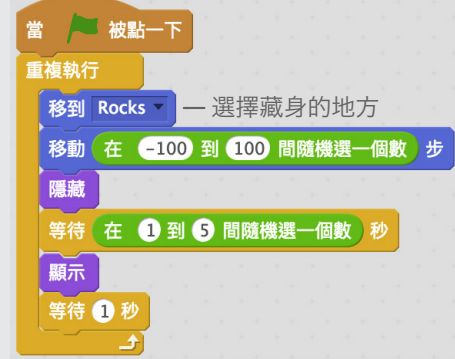 當 被點一下
重複執行
移到 Rocks — 選擇藏身的地方
移動 在 -100 到 100 間隨機選一個數 步
隱藏
等待 在 1 到 5 間隨機選一個數 秒
顯示
等待 1 秒